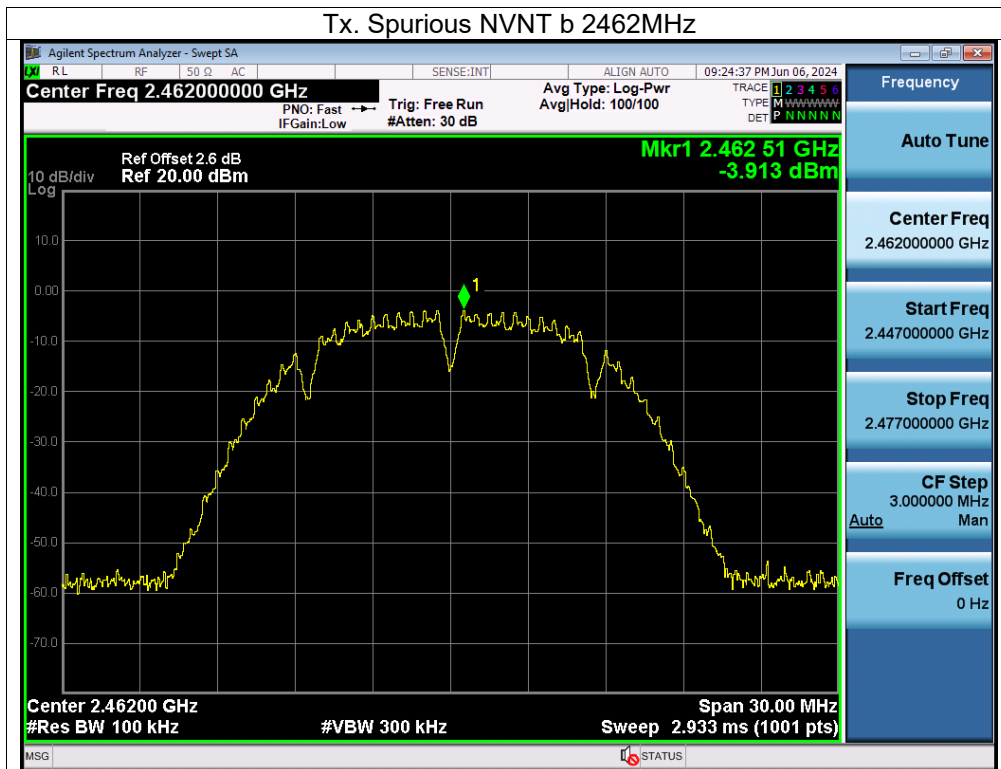 Tx. Spurious NVNT b 2462MHz
Agilent Spectrum Analyzer - Swept SA
LXI RL RF 50 Ω AC SENSE:INT ALIGN AUTO 09:24:37 PM Jun 06, 2024
Center Freq 2.462000000 GHz
PNO: Fast
IFGain:Low
Trig: Free Run
#Atten: 30 dB
Avg Type: Log-Pwr
Avg|Hold: 100/100
TRACE 1 2 3 4 5 6
TYPE M WWWWW
DET P N N N N N
Ref Offset 2.6 dB
Ref 20.00 dBm
Mkr1 2.462 51 GHz
-3.913 dBm
10 dB/div
Log
10.0
0.00
-10.0
-20.0
-30.0
-40.0
-50.0
-60.0
-70.0
1
Center 2.46200 GHz
Span 30.00 MHz
#Res BW 100 kHz
#VBW 300 kHz
Sweep 2.933 ms (1001 pts)
MSG
STATUS
Frequency
Auto Tune
Center Freq
2.462000000 GHz
Start Freq
2.447000000 GHz
Stop Freq
2.477000000 GHz
CF Step
3.000000 MHz
Auto Man
Freq Offset
0 Hz